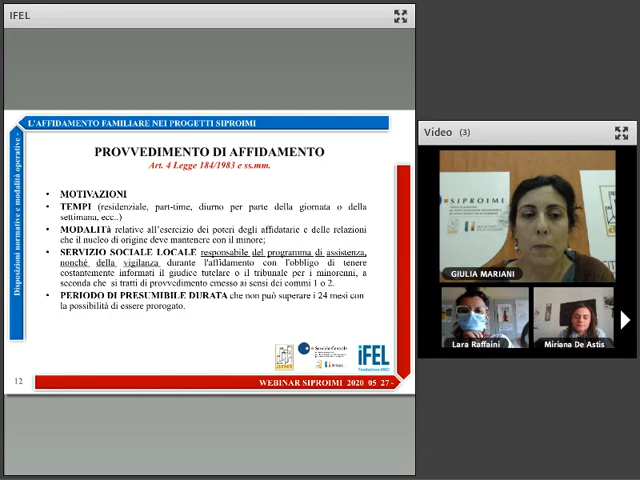 IFEL
L'AFFIDAMENTO FAMILIARE NEI PROGETTI SIPROIMI
Disposizioni normative e modalità operative -
PROVVEDIMENTO DI AFFIDAMENTO
Art. 4 Legge 184/1983 e ss.mm.
• MOTIVAZIONI
• TEMPI (residenziale, part-time, diurno per parte della giornata o della
settimana, ecc..)
• MODALITà relative all'esercizio dei poteri degli affidatarie e delle relazioni
che il nucleo di origine deve mantenere con il minore;
• SERVIZIO SOCIALE LOCALE responsabile del programma di assistenza,
nonché della vigilanza durante l'affidamento con l'obbligo di tenere
costantemente informati il giudice tutelare o il tribunale per i minorenni, a
seconda che si tratti di provvedimento emesso ai sensi dei commi 1 o 2.
• PERIODO DI PRESUMIBILE DURATA che non può superare i 24 mesi con
la possibilità di essere prorogato.
iFEL
12
WEBINAR SIPROIMI 2020 05 27-
Video (3)
SIPROIMI
GIULIA MARIANI
Lara Raffaini
Miriana De Astis